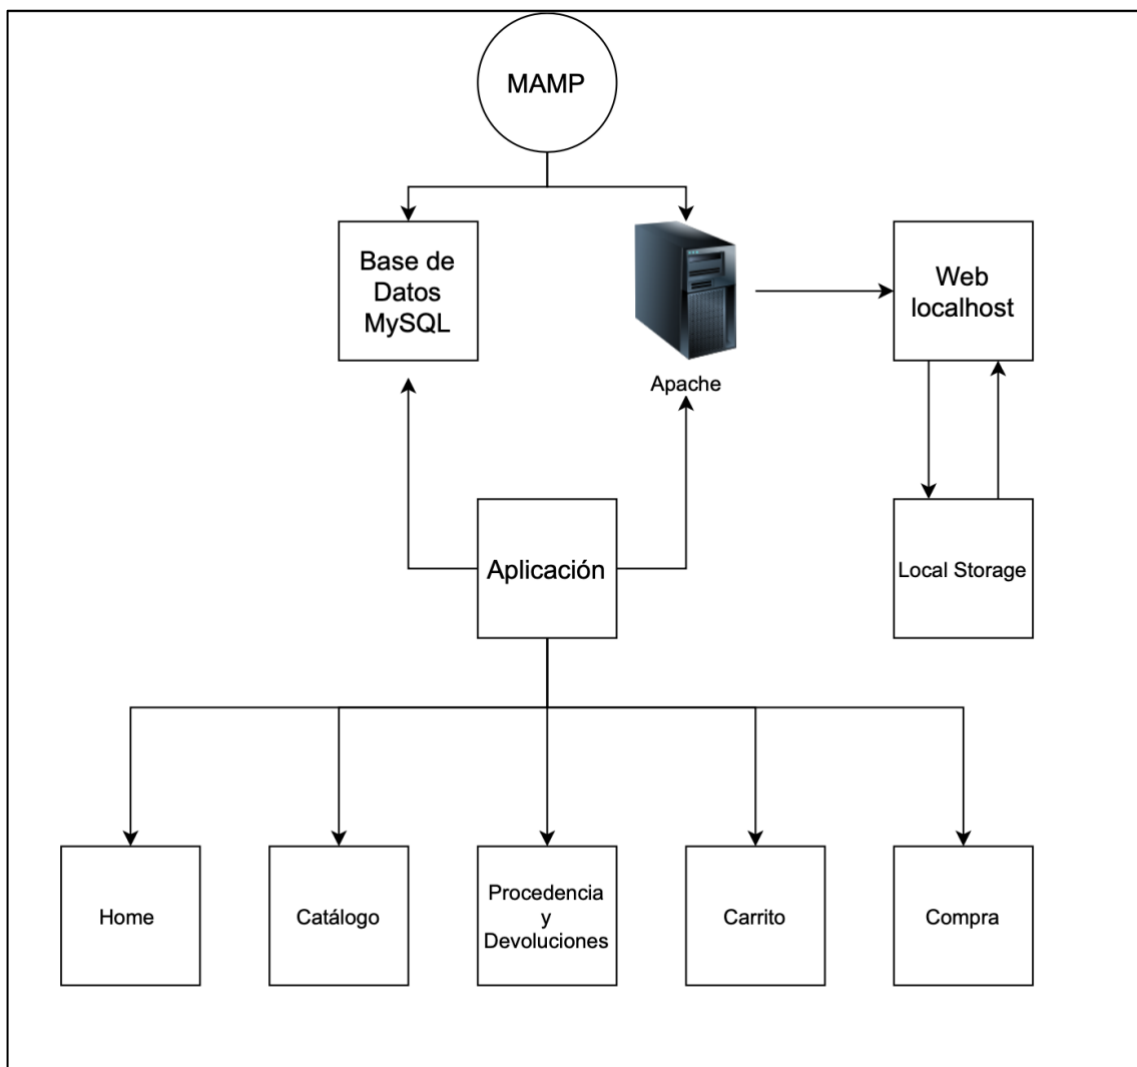 MAMP
Base de
Datos
MySQL
Web
localhost
Apache
Aplicación
Local Storage
Home
Catálogo
Procedencia
y
Devoluciones
Carrito
Compra